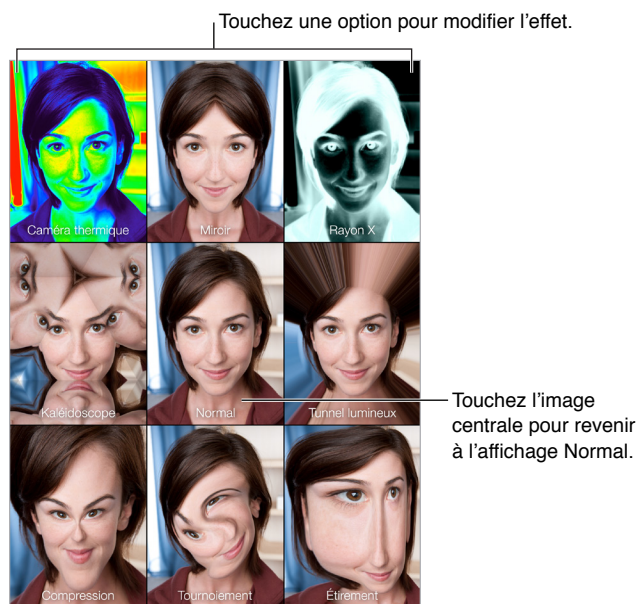 Touchez une option pour modifier l’effet.
Caméra thermique
Miroir
Rayon X
Kaléidoscope
Normal
Tunnel lumineux
Touchez l’image
centrale pour revenir
à l’affichage Normal.
Compression
Tournoiement
Étirement